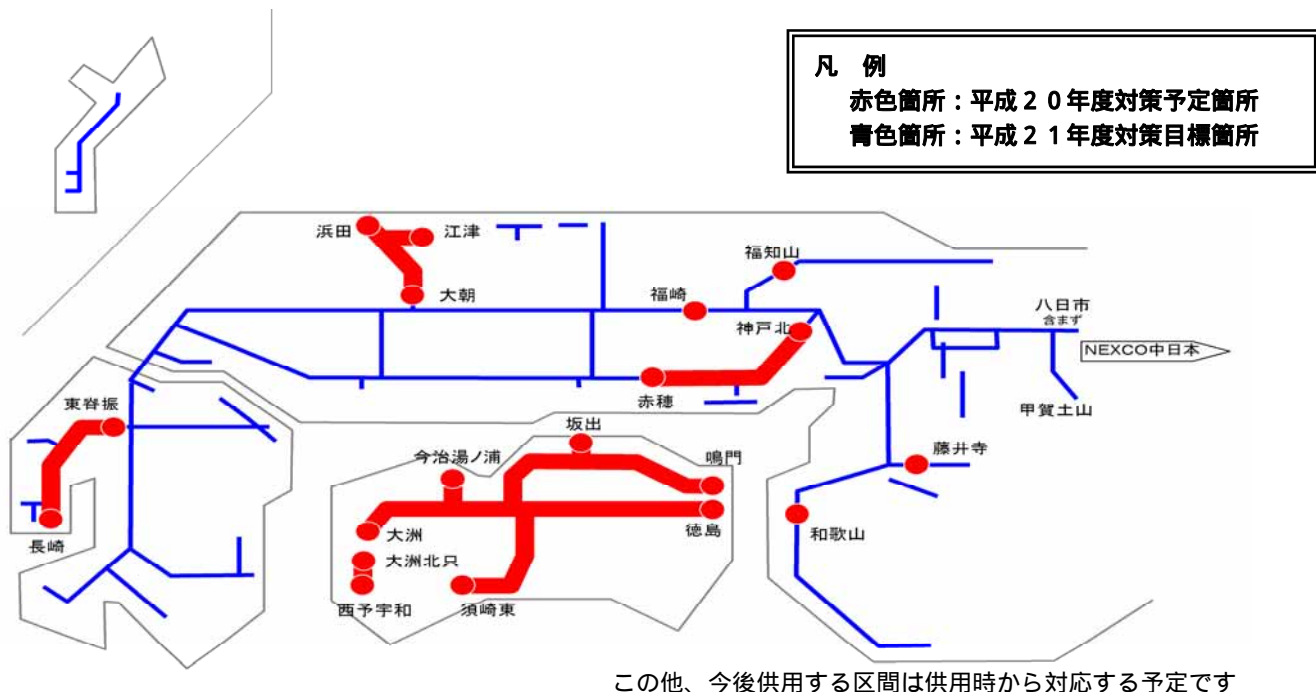 凡　例
赤色箇所：平成２０年度対策予定箇所
青色箇所：平成２１年度対策目標箇所
浜田
江津
福知山
大朝
福崎
神戸北
八日市
含まず
NEXCO中日本
赤穂
甲賀土山
東脊振
坂出
今治湯ノ浦
鳴門
藤井寺
長崎
大洲
徳島
和歌山
大洲北只
西予宇和
須崎東
この他、今後供用する区間は供用時から対応する予定です